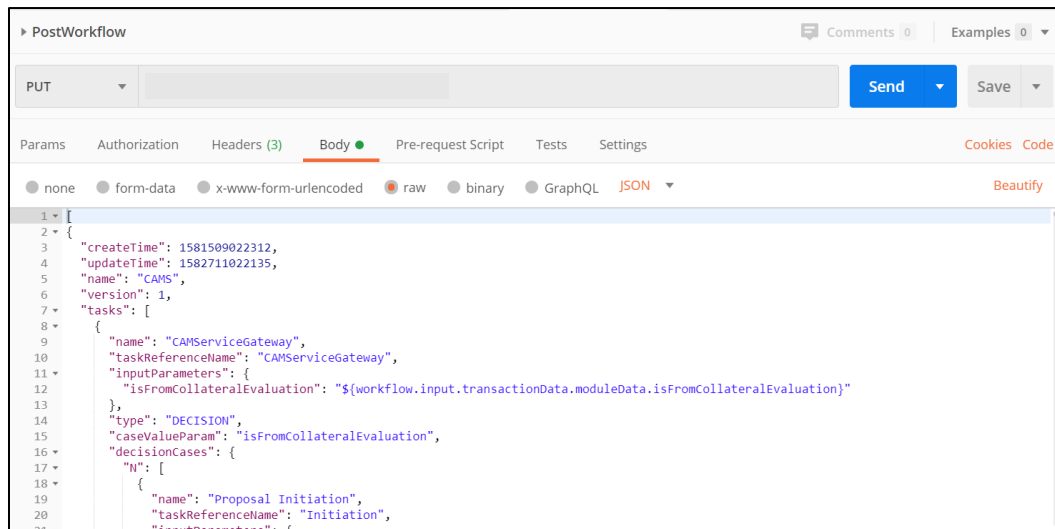 PostWorkflow Comments 0 Examples 0
PUT Send Save
Params Authorization Headers (3) Body Pre-request Script Tests Settings Cookies Code
none form-data x-www-form-urlencoded raw binary GraphQL JSON Beautify
1 [
2 {
3 "createTime": 1581509022312,
4 "updateTime": 1582711022135,
5 "name": "CAMS",
6 "version": 1,
7 "tasks": [
8 {
9 "name": "CAMServiceGateway",
10 "taskReferenceName": "CAMServiceGateway",
11 "inputParameters": {
12 "isFromCollateralEvaluation": "${workflow.input.transactionData.moduleData.isFromCollateralEvaluation}"
13 },
14 "type": "DECISION",
15 "caseValueParam": "isFromCollateralEvaluation",
16 "decisionCases": {
17 "N": [
18 {
19 "name": "Proposal Initiation",
20 "taskReferenceName": "Initiation",
21 "inputParameters": {